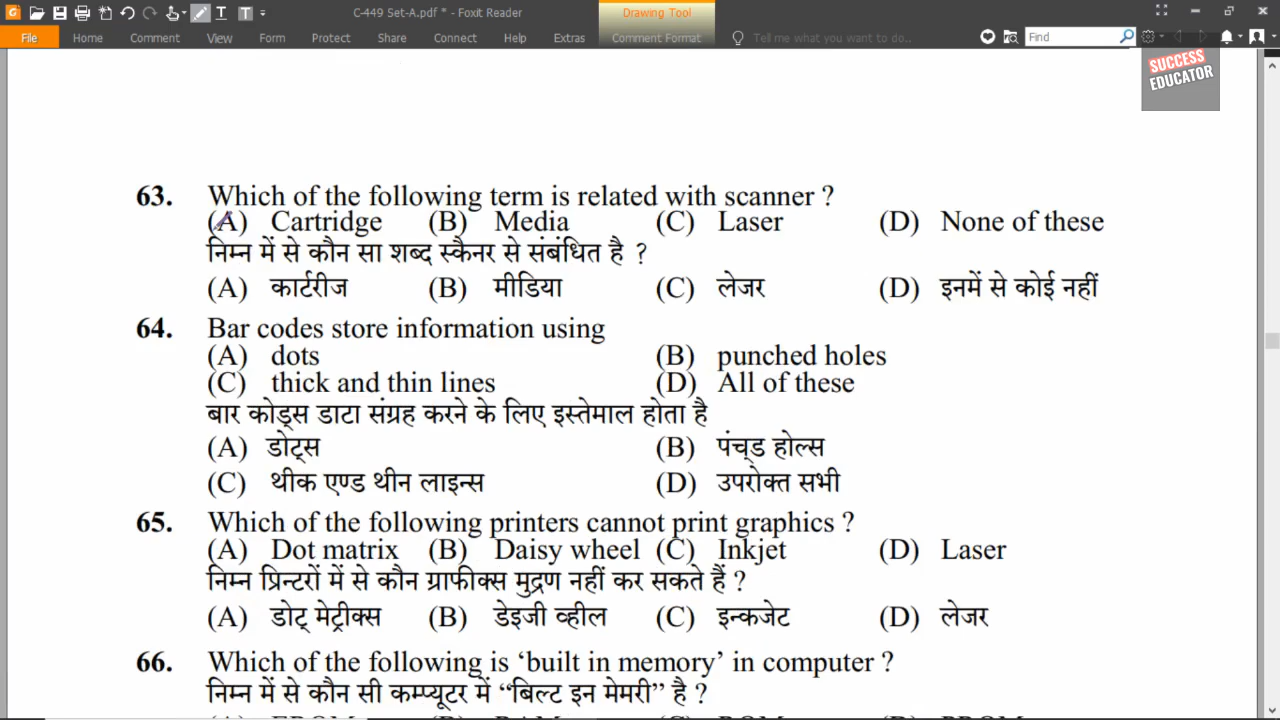 C-449 Set-A.pdf * - Foxit Reader
Drawing Tool
File Home Comment View Form Protect Share Connect Help Extras Comment Format Tell me what you want to do.. Find
SUCCESS
EDUCATOR
63. Which of the following term is related with scanner ?
(A) Cartridge (B) Media (C) Laser (D) None of these
निम्न में से कौन सा शब्द स्कैनर से संबंधित है ?
(A) कार्टरीज (B) मीडिया (C) लेजर (D) इनमें से कोई नहीं
64. Bar codes store information using
(A) dots (B) punched holes
(C) thick and thin lines (D) All of these
बार कोड्स डाटा संग्रह करने के लिए इस्तेमाल होता है
(A) डोट्स (B) पंच्ड होल्स
(C) थीक एण्ड थीन लाइन्स (D) उपरोक्त सभी
65. Which of the following printers cannot print graphics ?
(A) Dot matrix (B) Daisy wheel (C) Inkjet (D) Laser
निम्न प्रिन्टरों में से कौन ग्राफीक्स मुद्रण नहीं कर सकते हैं ?
(A) डोट् मेट्रीक्स (B) डेइजी व्हील (C) इन्कजेट (D) लेजर
66. Which of the following is ‘built in memory’ in computer ?
निम्न में से कौन सी कम्प्यूटर में “बिल्ट इन मेमरी” है ?